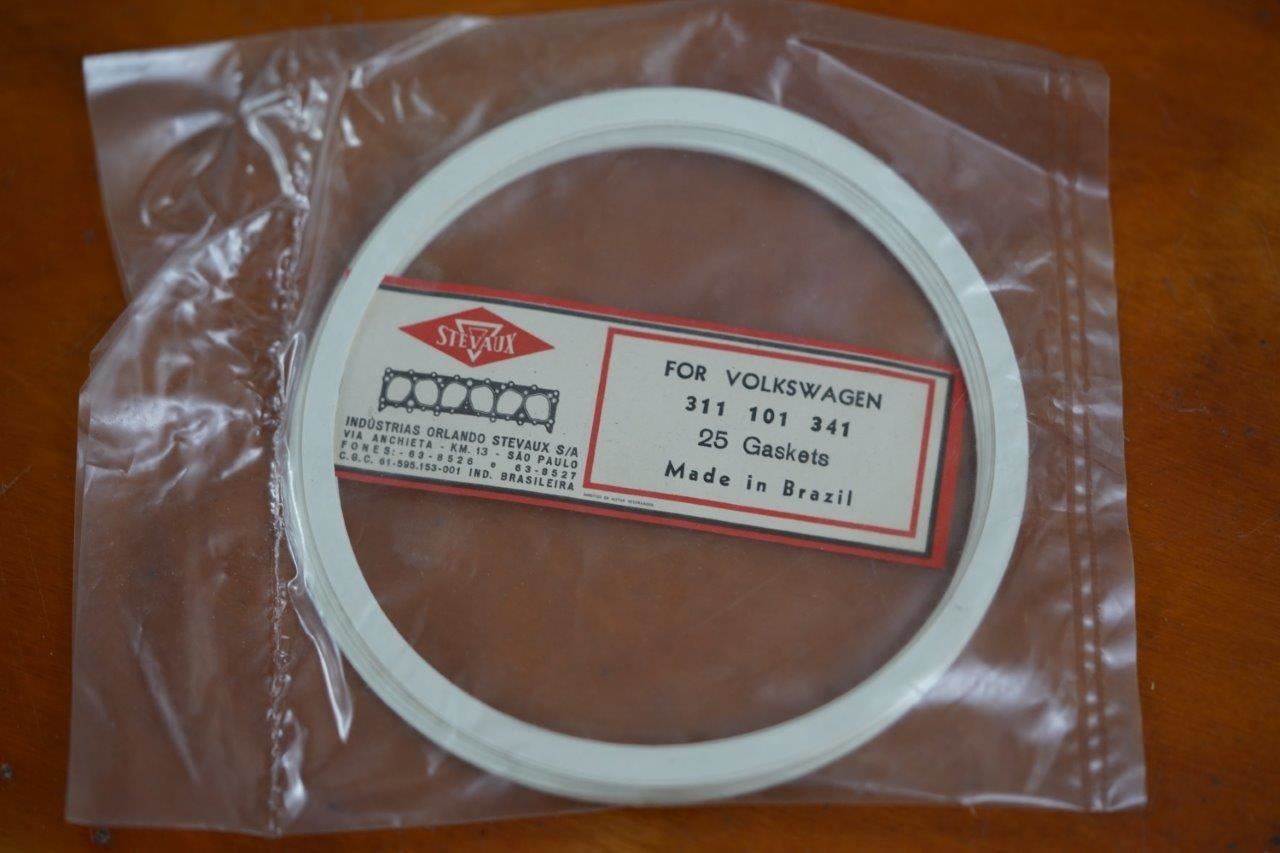 STEVAUX
INDÚSTRIAS ORLANDO STEVAUX S/A
VIA ANCHIETA - KM. 13 - SÃO PAULO
FONES: - 63-8526 e 63-8527
C.G.C. 61-595.153-001 IND. BRASILEIRA
FOR VOLKSWAGEN
311 101 341
25 Gaskets
Made in Brazil